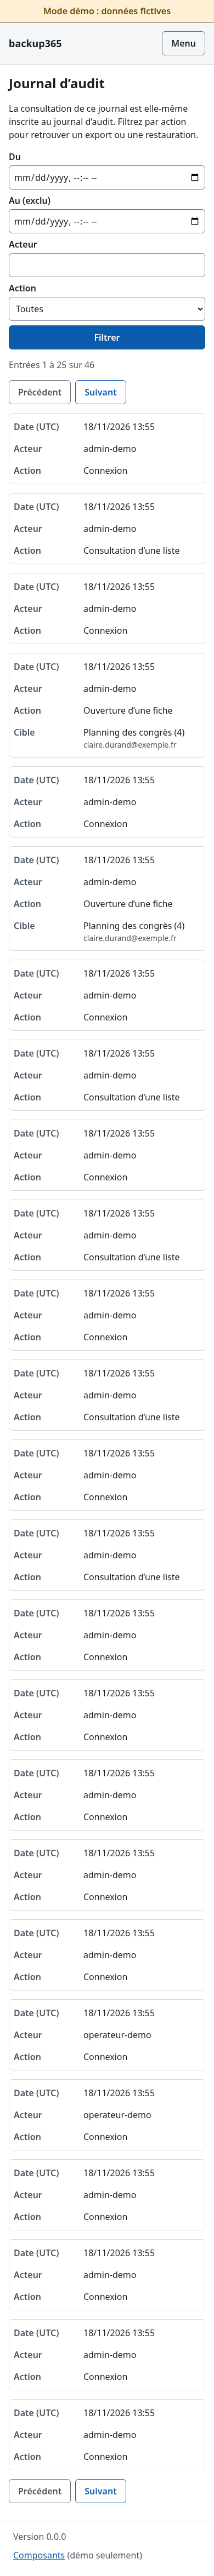 Mode démo : données fictives
backup365
Menu
Journal d’audit
La consultation de ce journal est elle-même
inscrite au journal d’audit. Filtrez par action
pour retrouver un export ou une restauration.
Du
mm/dd/yyyy, --:-- --
Au (exclu)
mm/dd/yyyy, --:-- --
Acteur
Action
Toutes
Filtrer
Entrées 1 à 25 sur 46
Précédent Suivant
Date (UTC) 18/11/2026 13:55
Acteur admin-demo
Action Connexion
Date (UTC) 18/11/2026 13:55
Acteur admin-demo
Action Consultation d’une liste
Date (UTC) 18/11/2026 13:55
Acteur admin-demo
Action Connexion
Date (UTC) 18/11/2026 13:55
Acteur admin-demo
Action Ouverture d’une fiche
Cible Planning des congrès (4)
claire.durand@exemple.fr
Date (UTC) 18/11/2026 13:55
Acteur admin-demo
Action Connexion
Date (UTC) 18/11/2026 13:55
Acteur admin-demo
Action Ouverture d’une fiche
Cible Planning des congrès (4)
claire.durand@exemple.fr
Date (UTC) 18/11/2026 13:55
Acteur admin-demo
Action Connexion
Date (UTC) 18/11/2026 13:55
Acteur admin-demo
Action Consultation d’une liste
Date (UTC) 18/11/2026 13:55
Acteur admin-demo
Action Connexion
Date (UTC) 18/11/2026 13:55
Acteur admin-demo
Action Consultation d’une liste
Date (UTC) 18/11/2026 13:55
Acteur admin-demo
Action Connexion
Date (UTC) 18/11/2026 13:55
Acteur admin-demo
Action Consultation d’une liste
Date (UTC) 18/11/2026 13:55
Acteur admin-demo
Action Connexion
Date (UTC) 18/11/2026 13:55
Acteur admin-demo
Action Consultation d’une liste
Date (UTC) 18/11/2026 13:55
Acteur admin-demo
Action Connexion
Date (UTC) 18/11/2026 13:55
Acteur admin-demo
Action Connexion
Date (UTC) 18/11/2026 13:55
Acteur admin-demo
Action Connexion
Date (UTC) 18/11/2026 13:55
Acteur admin-demo
Action Connexion
Date (UTC) 18/11/2026 13:55
Acteur admin-demo
Action Connexion
Date (UTC) 18/11/2026 13:55
Acteur operateur-demo
Action Connexion
Date (UTC) 18/11/2026 13:55
Acteur operateur-demo
Action Connexion
Date (UTC) 18/11/2026 13:55
Acteur admin-demo
Action Connexion
Date (UTC) 18/11/2026 13:55
Acteur admin-demo
Action Connexion
Date (UTC) 18/11/2026 13:55
Acteur admin-demo
Action Connexion
Date (UTC) 18/11/2026 13:55
Acteur admin-demo
Action Connexion
Précédent Suivant
Version 0.0.0
Composants (démo seulement)